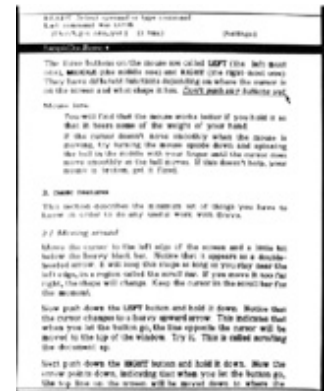 The three buttons on the mouse are called LEFT (the left most
one), MIDDLE (the middle one) and RIGHT (the right most one)
They have different functions depending on where the cursor is
on the screen and what shape it has. Don't push any buttons yet
Mouse
You will find that the mouse works better if you hold it so
that it bears some of the weight of your hand
If the cursor doesn't move smoothly when the mouse is
moving, try turning the mouse upside down and spinning
the ball in the middle with your finger until the cursor
more smoothly as the ball moves. If this doesn't help, your
mouse is broken, get it fixed.
2. Basic features
This section describes the minimum set of things you have to
know in order to do any useful work with Bravo.
2.1 Moving around
Move the cursor to the left edge of the screen and a little bit
below the heavy black bar. Notice that it appears as a double-
headed arrow. It will keep this shape as long as you stay near the
left edge, in a region called the scroll bar. If you move it too far
right, the shape will change. Keep the cursor in the scroll bar for
the moment.
Now push down the LEFT button and hold it down. Notice that
the cursor changes to a heavy upward arrow. This indicates that
when you let the button go, the line opposite the cursor will be
moved to the top of the window. Try it. This is called scrolling
the document up.
Next push down the RIGHT button and hold it down. Now the
cursor points down, indicating that when you let the button go,
the top line on the screen will be moved down to where the